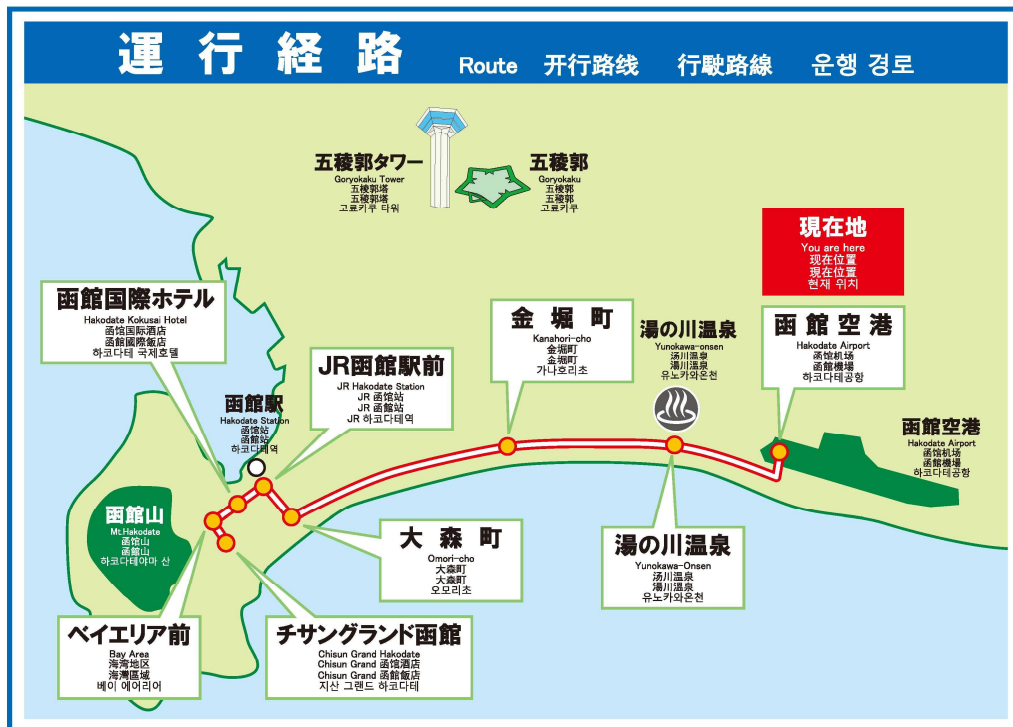 運行経路 Route 开行路线 行駛路線 운행 경로
五稜郭タワー
Goryokaku Tower
五稜郭塔
五稜郭塔
고료키쿠 타워
五稜郭
Goryokaku
五稜郭
五稜郭
고료키쿠
現在地
You are here
现在位置
現在位置
현재 위치
函館国際ホテル
Hakodate Kokusai Hotel
函馆国际酒店
函館國際飯店
하코다테 국제호텔
JR函館駅前
JR Hakodate Station
JR 函馆站
JR 函館站
JR 하코다테역
金堀町
Kanahori-cho
金堀町
金堀町
가나호리초
湯の川温泉
Yunokawa-onsen
汤川温泉
湯川溫泉
유노카와온천
函館空港
Hakodate Airport
函馆机场
函館機場
하코다테공항
函館駅
Hakodate Station
函馆站
函館站
하코다테역
函館空港
Hakodate Airport
函馆机场
函館機場
하코다테공항
函館山
Mt.Hakodate
函馆山
函館山
하코다테야마 산
大森町
Omori-cho
大森町
大森町
오모리초
湯の川温泉
Yunokawa-Onsen
汤川温泉
湯川溫泉
유노카와온천
ベイエリア前
Bay Area
海湾地区
海灣區域
베이 에어리어
チサングランド函館
Chisun Grand Hakodate
Chisun Grand 函馆酒店
Chisun Grand 函館飯店
지산 그랜드 하코다테